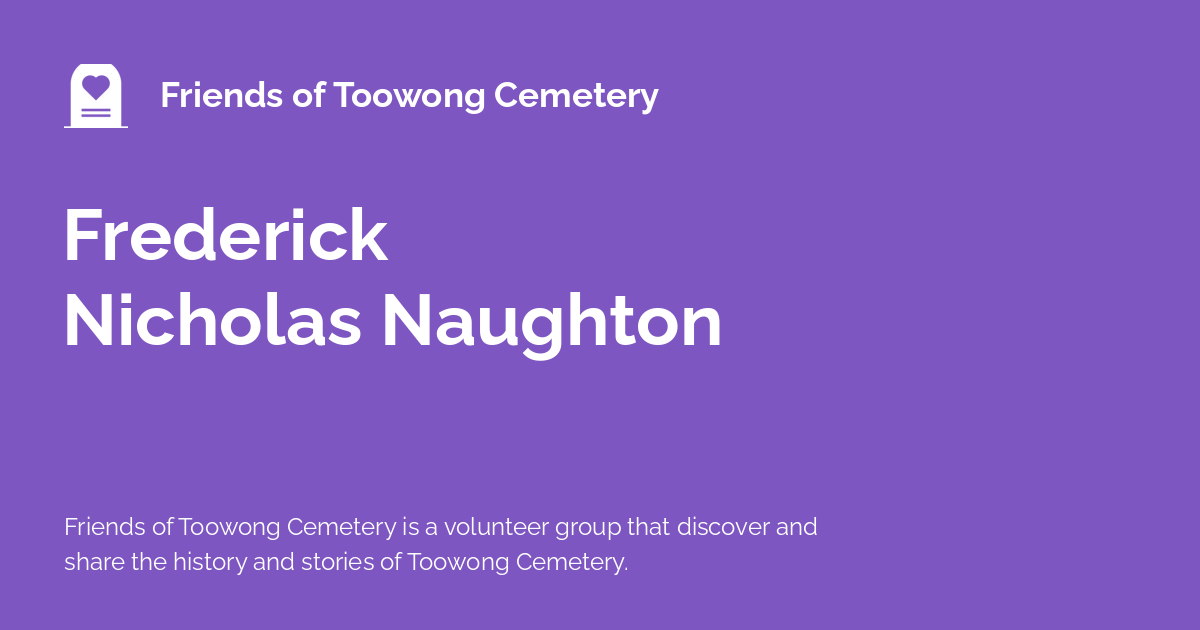 Friends of Toowong Cemetery
Frederick
Nicholas Naughton
Friends of Toowong Cemetery is a volunteer group that discover and
share the history and stories of Toowong Cemetery.